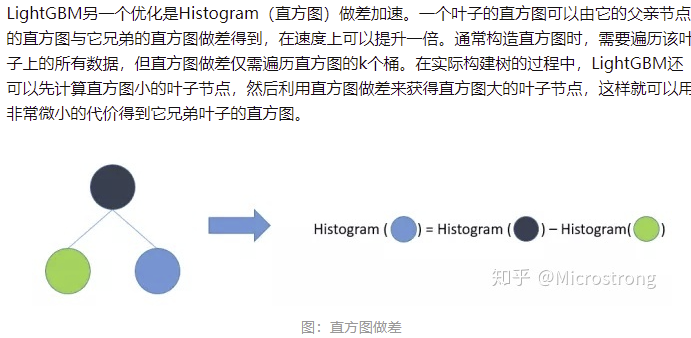 LightGBM另一个优化是Histogram（直方图）做差加速。一个叶子的直方图可以由它的父亲节点
的直方图与它兄弟的直方图做差得到，在速度上可以提升一倍。通常构造直方图时，需要遍历该叶
子上的所有数据，但直方图做差仅需遍历直方图的k个桶。在实际构建树的过程中，LightGBM还
可以先计算直方图小的叶子节点，然后利用直方图做差来获得直方图大的叶子节点，这样就可以用
非常微小的代价得到它兄弟叶子的直方图。
Histogram ( ) = Histogram ( ) – Histogram( )
知乎 @Microstrong
图：直方图做差